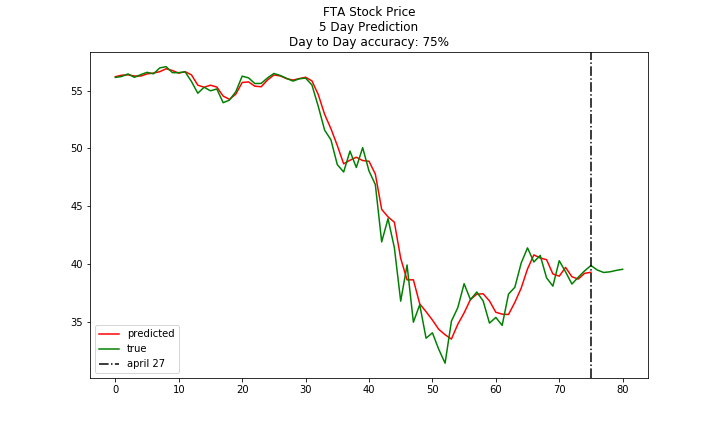 FTA Stock Price
5 Day Prediction
Day to Day accuracy: 75%
55
50
45
40
35
predicted
true
april 27
0 10 20 30 40 50 60 70 80